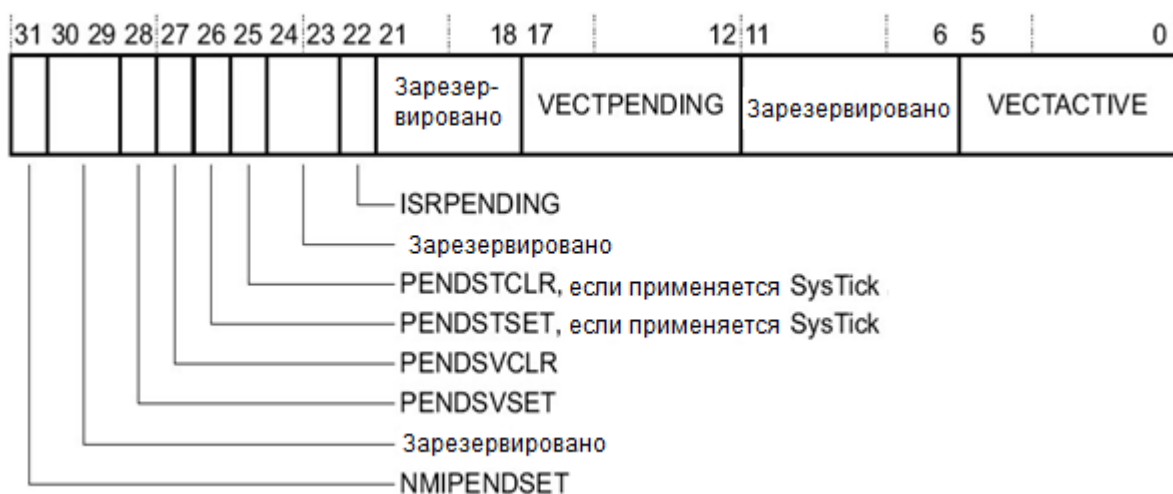 31 30 29 28 27 26 25 24 23 22 21 18 17 12 11 6 5 0
Зарезер-
вировано
VECTPENDING
Зарезервировано
VECTACTIVE
ISRPENDING
Зарезервировано
PENDSTCLR, если применяется SysTick
PENDSTSET, если применяется SysTick
PENDSVCLR
PENDSVSET
Зарезервировано
NMIPENDSET